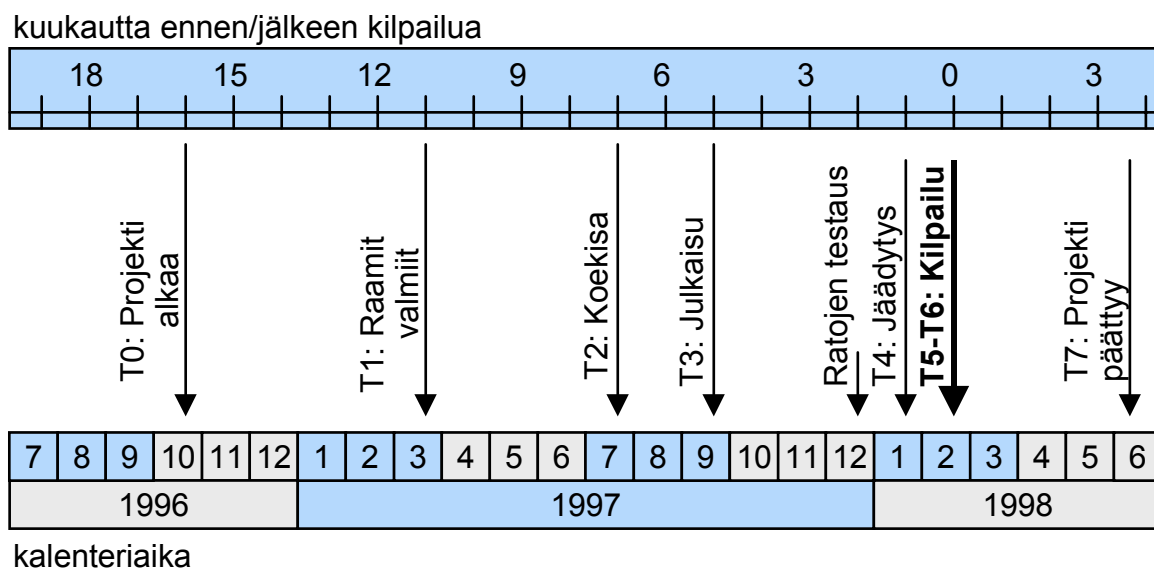 kuukautta ennen/jälkeen kilpailua
18 15 12 9 6 3 0 3
T0: Projekti
alkaa
T1: Raamit
valmiit
T2: Koekisa
T3: Julkaisu
Ratojen testaus
T4: Jäädytys
T5-T6: Kilpailu
T7: Projekti
päättyy
7 8 9 10 11 12 1 2 3 4 5 6 7 8 9 10 11 12 1 2 3 4 5 6
1996 1997 1998
kalenteriaika